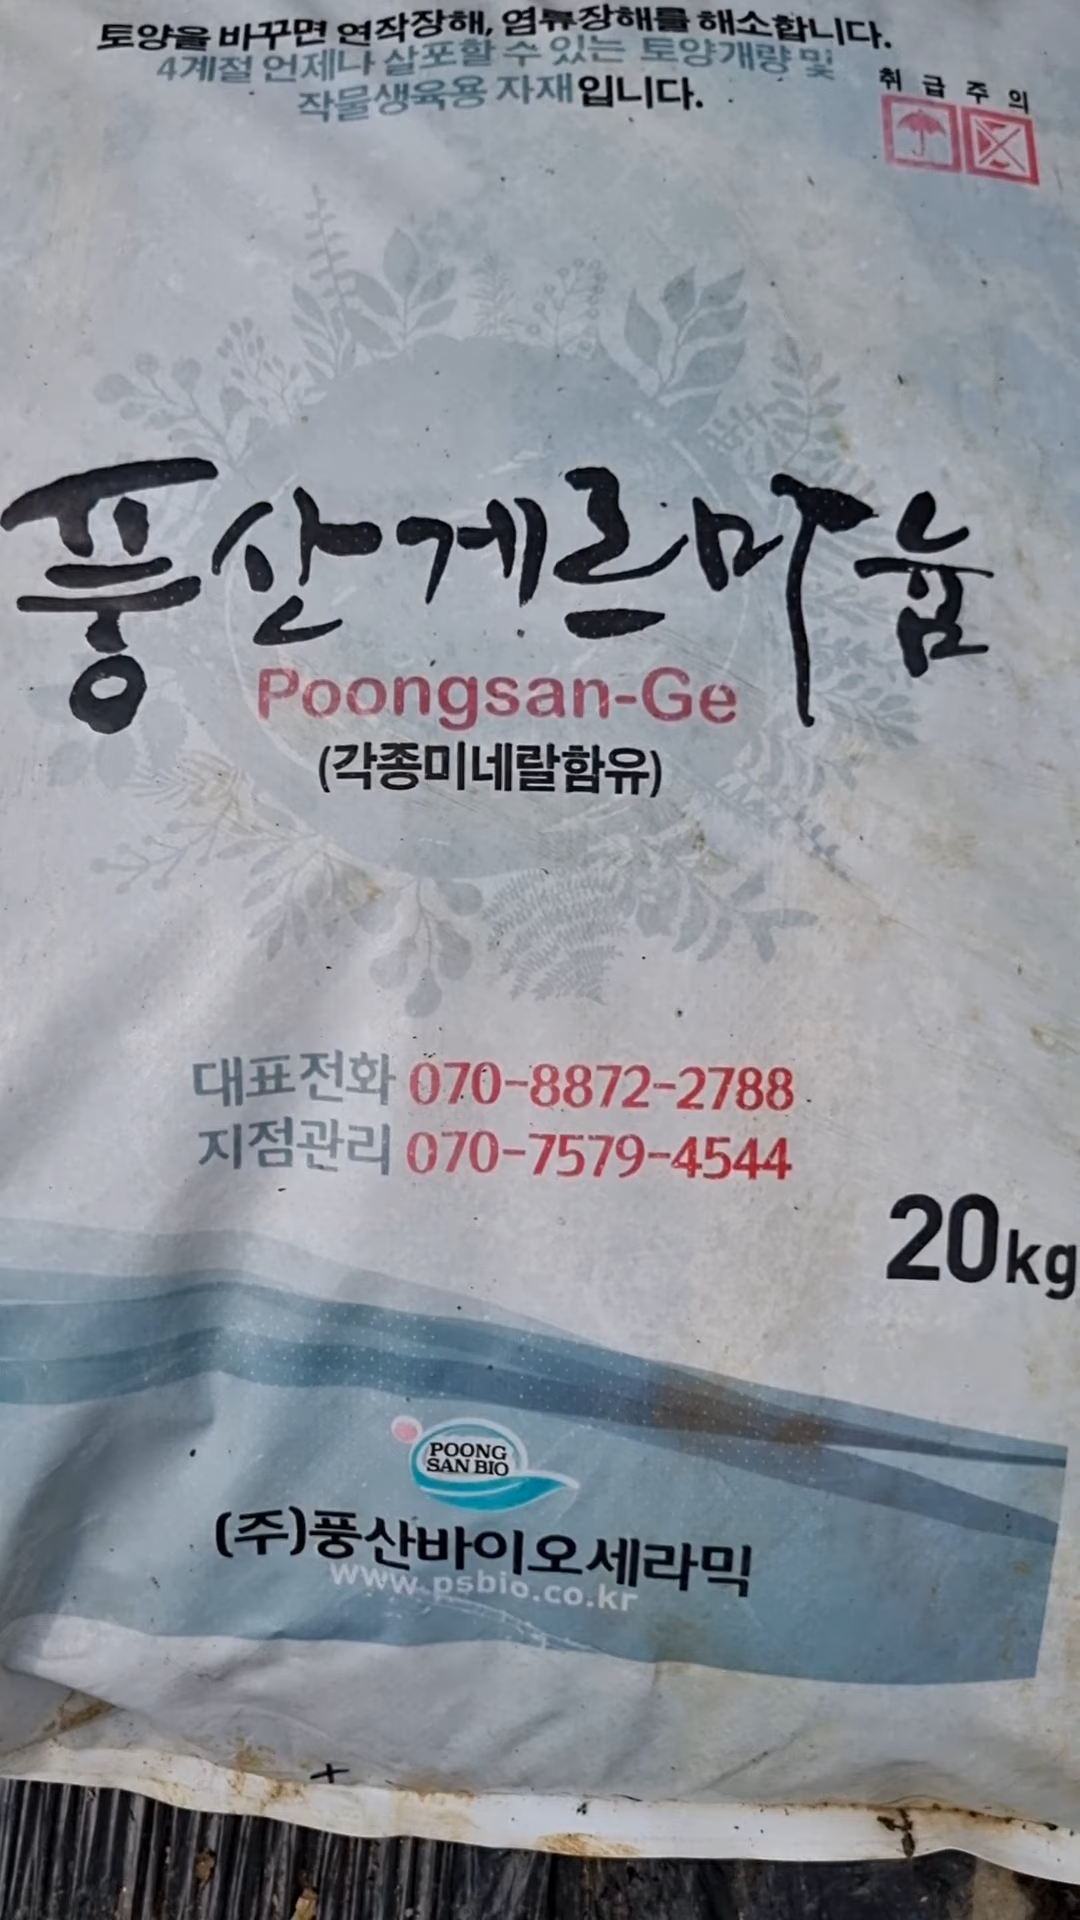 토양을 바꾸면 연작장해, 염류장해를 해소합니다.
4계절 언제나 살포할 수 있는 토양개량 및
작물생육용 자재입니다.
취급주의
풍산게르마늄
Poongsan-Ge
(각종미네랄함유)
대표전화 070-8872-2788
지점관리 070-7579-4544
20kg
POONG
SAN BIO
(주)풍산바이오세라믹
www.psbio.co.kr